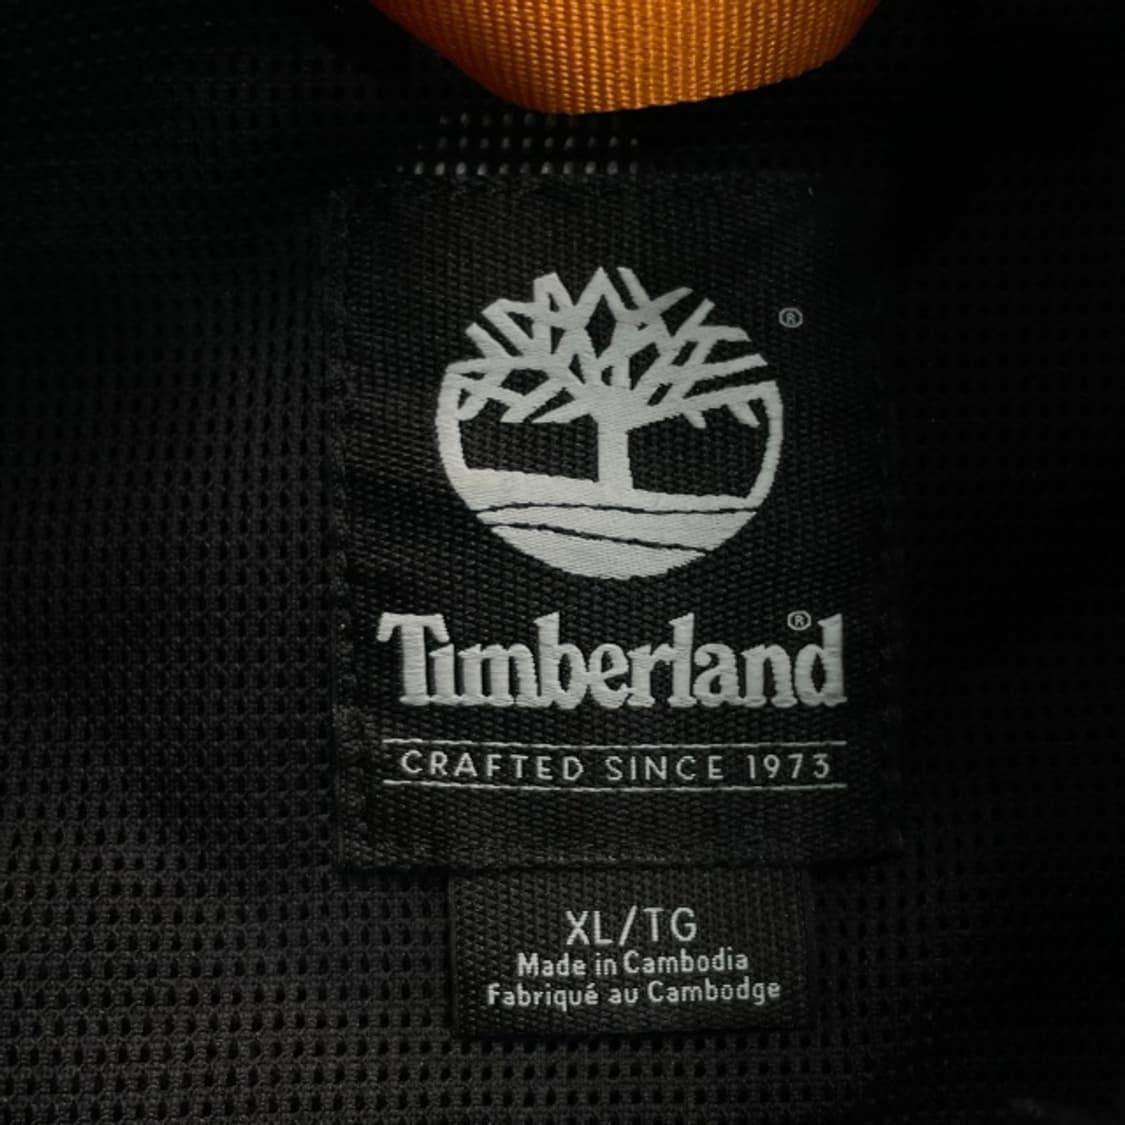 ®
Timberland®
CRAFTED SINCE 1973
XL/TG
Made in Cambodia
Fabriqué au Cambodge